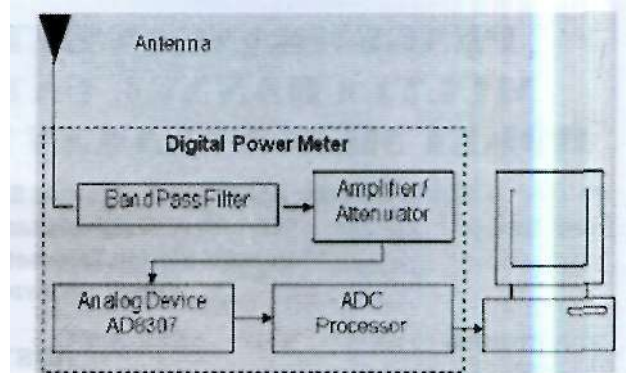 Antenna
Digital Power Meter
Band Pass Filter
Amplifier /
Attenuator
Analog Device
AD8307
ADC
Processor